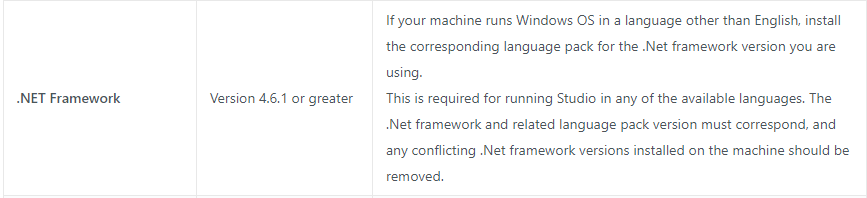 .NET Framework
Version 4.6.1 or greater
If your machine runs Windows OS in a language other than English, install
the corresponding language pack for the .Net framework version you are
using.
This is required for running Studio in any of the available languages. The
.Net framework and related language pack version must correspond, and
any conflicting .Net framework versions installed on the machine should be
removed.